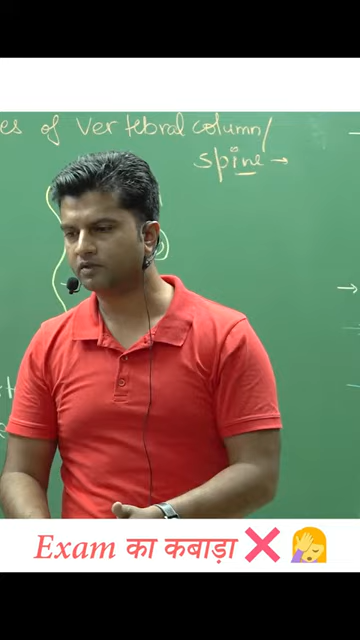 es of Vertebral column/
spine →
Exam का कबाड़ा ❌ 🤦